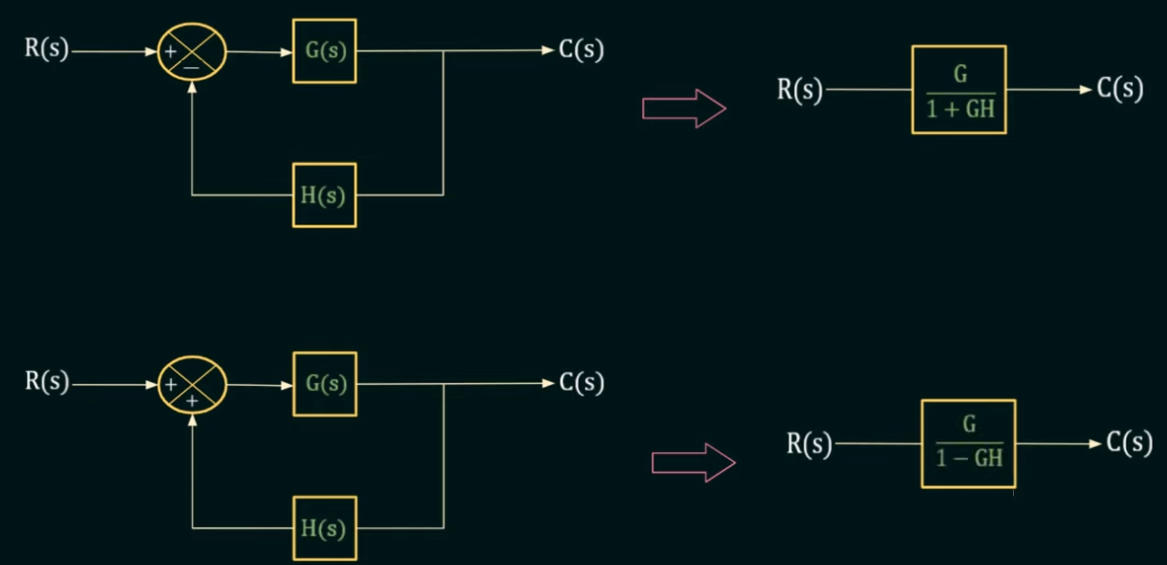 R(s)
+
−
G(s)
C(s)
H(s)
R(s)
G
1 + GH
C(s)
R(s)
+
+
G(s)
C(s)
H(s)
R(s)
G
1 − GH
C(s)